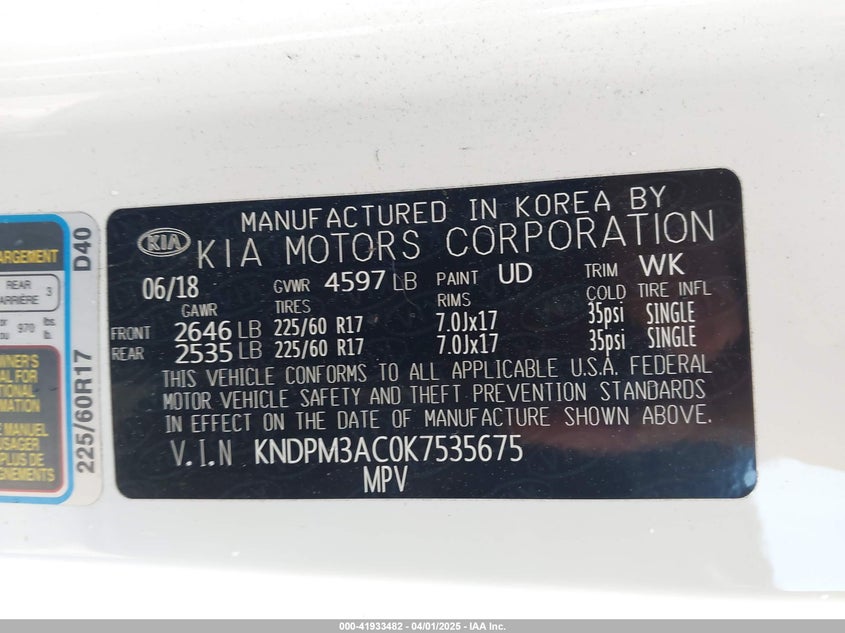 ARGEMENT
D40
REAR
ARRIÈRE 3
970 lbs.
lb.
225/60R17
MANUFACTURED IN KOREA BY
KIA KIA MOTORS CORPORATION
06/18 GVWR 4597 LB PAINT UD TRIM WK
GAWR TIRES RIMS COLD TIRE INFL
FRONT 2646 LB 225/60 R17 7.0Jx17 35psi SINGLE
REAR 2535 LB 225/60 R17 7.0Jx17 35psi SINGLE
THIS VEHICLE CONFORMS TO ALL APPLICABLE U.S.A. FEDERAL
MOTOR VEHICLE SAFETY AND THEFT PREVENTION STANDARDS
IN EFFECT ON THE DATE OF MANUFACTURE SHOWN ABOVE.
V.I.N KNDPM3AC0K7535675
MPV
000-41933482 - 04/01/2025 - IAA Inc.